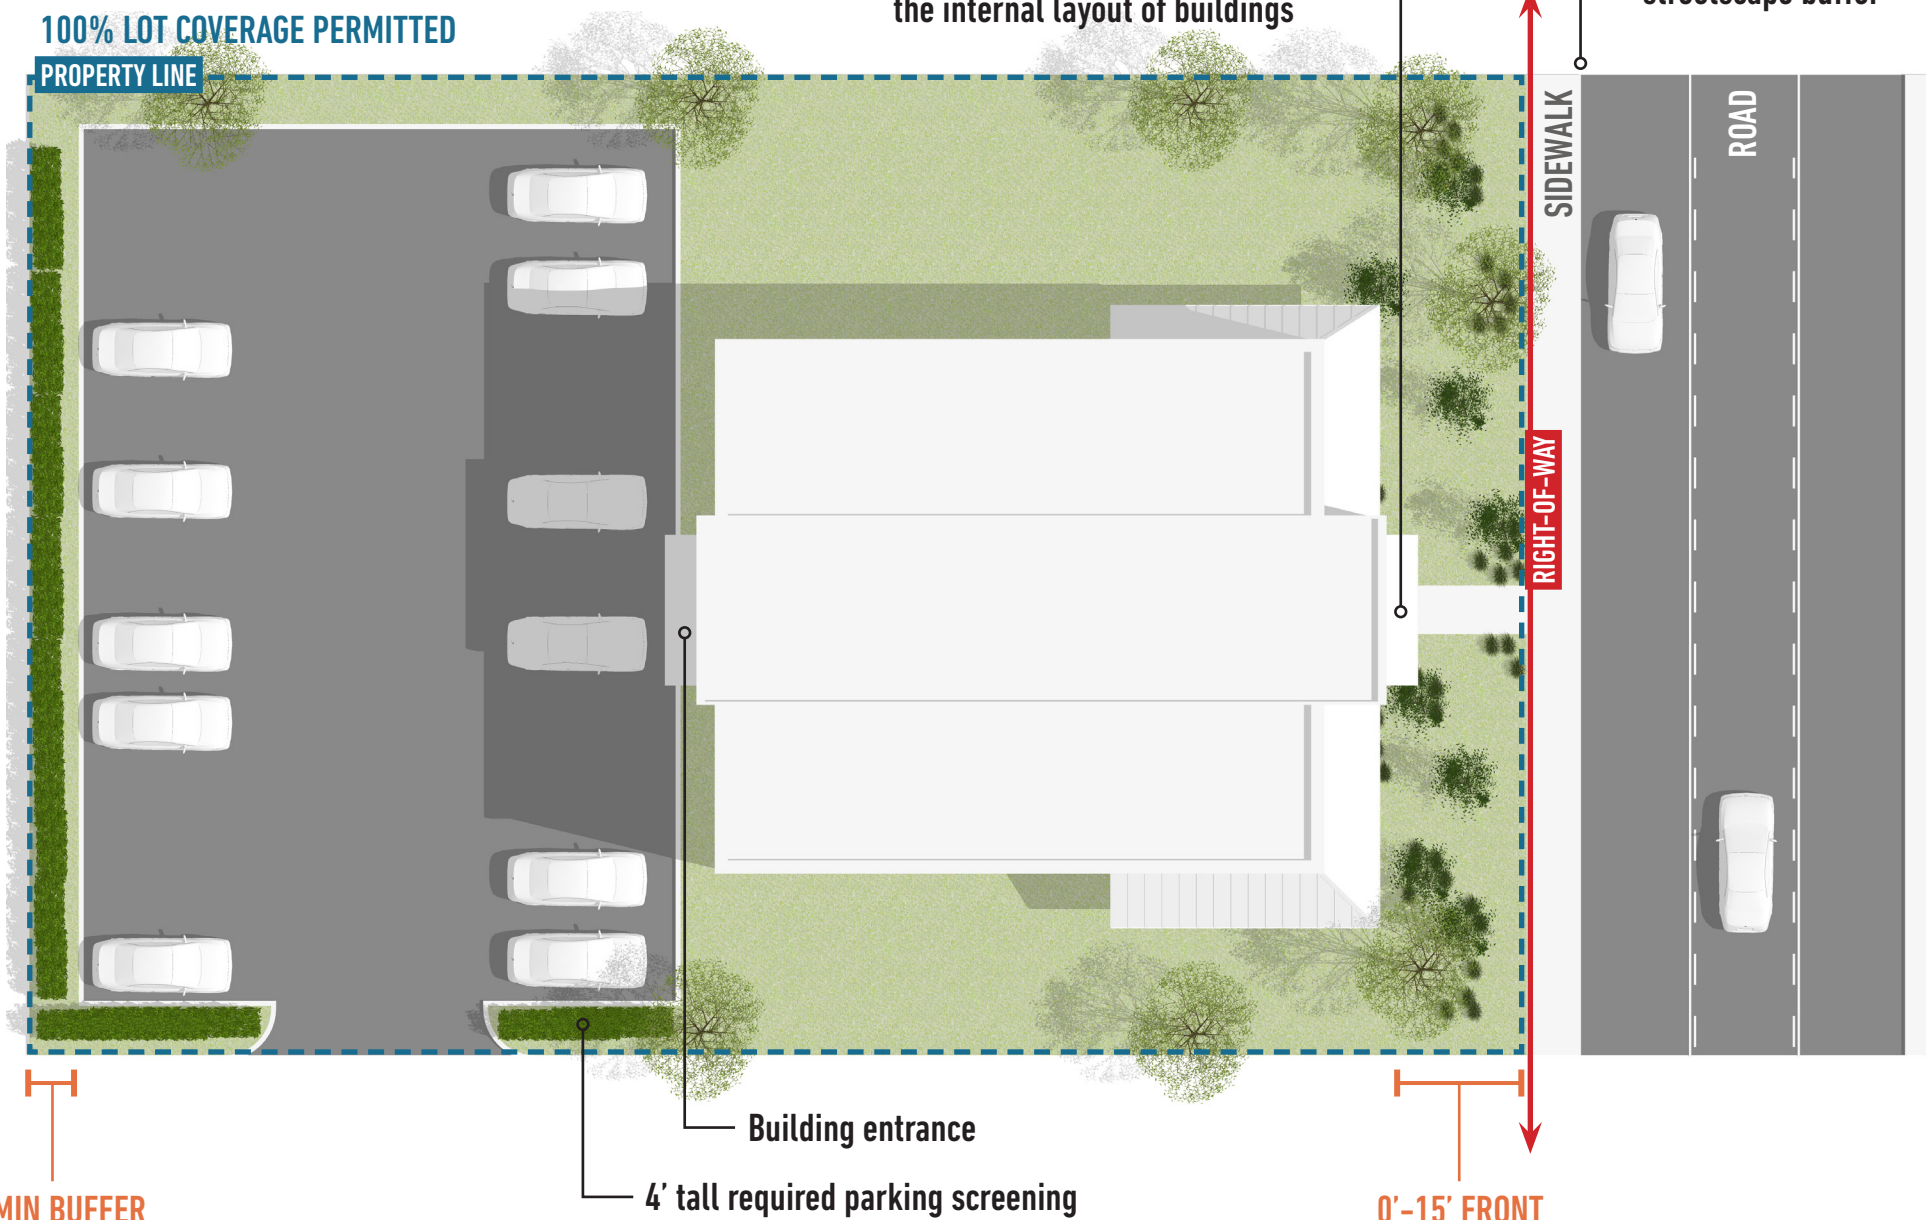 the internal layout of buildings
100% LOT COVERAGE PERMITTED
PROPERTY LINE
SIDEWALK
ROAD
RIGHT-OF-WAY
Building entrance
4’ tall required parking screening
MIN BUFFER
0’-15’ FRONT